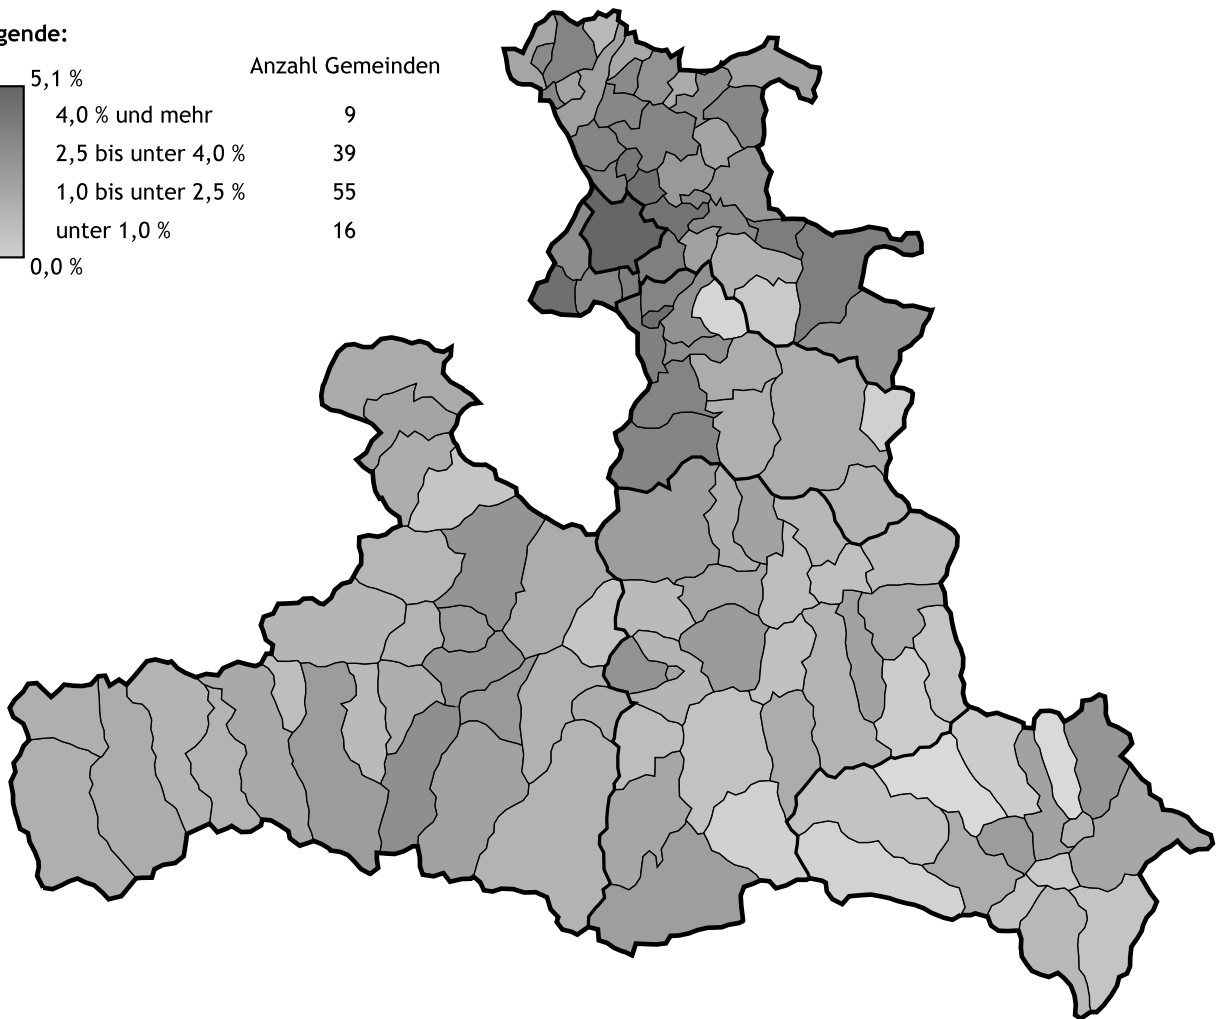 gende:
Anzahl Gemeinden
5,1 %
4,0 % und mehr 9
2,5 bis unter 4,0 % 39
1,0 bis unter 2,5 % 55
unter 1,0 % 16
0,0 %